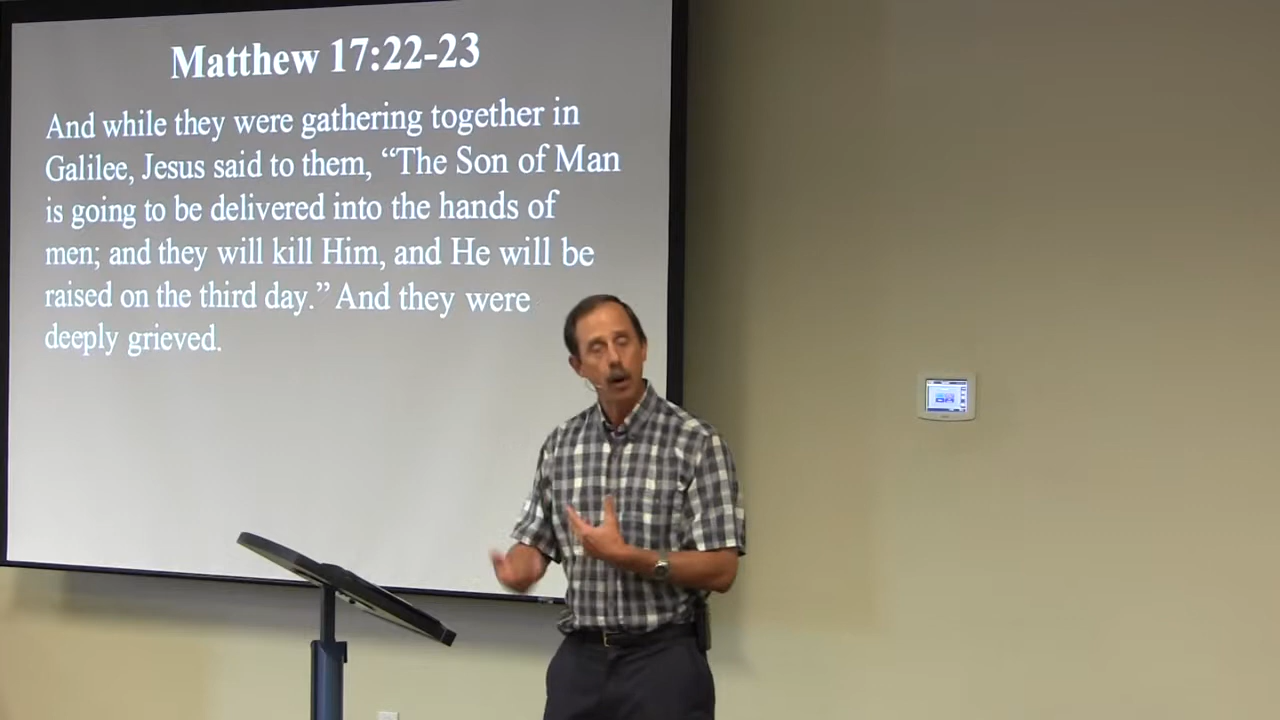 Matthew 17:22-23
And while they were gathering together in
Galilee, Jesus said to them, “The Son of Man
is going to be delivered into the hands of
men; and they will kill Him, and He will be
raised on the third day.” And they were
deeply grieved.